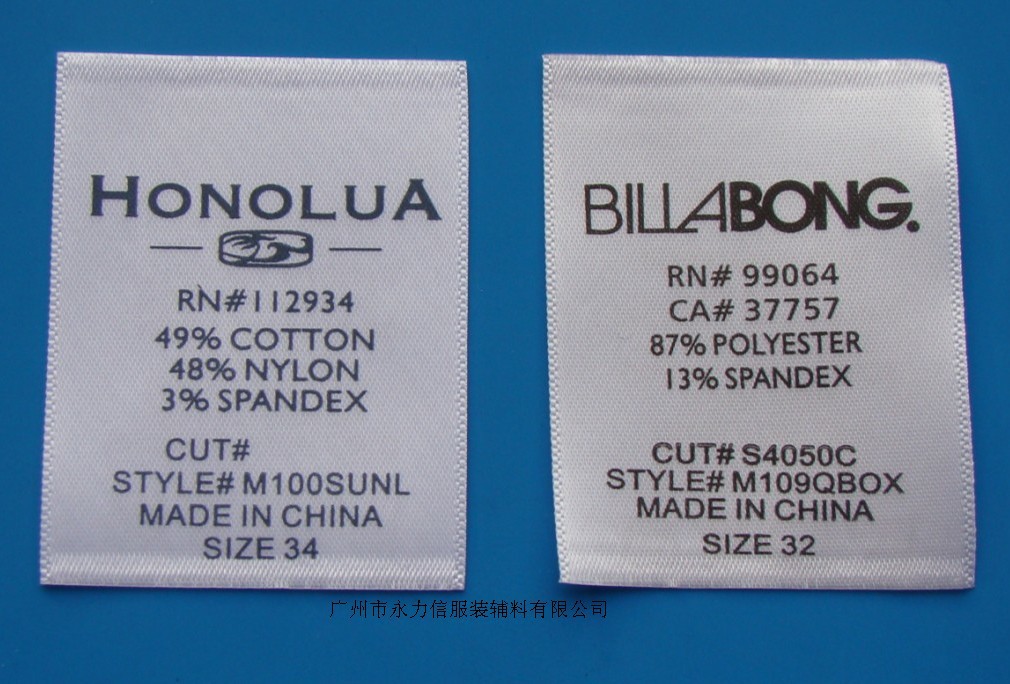 HONOLUA
RN#112934
49% COTTON
48% NYLON
3% SPANDEX
CUT#
STYLE# M100SUNL
MADE IN CHINA
SIZE 34
BILLABONG.
RN# 99064
CA# 37757
87% POLYESTER
13% SPANDEX
CUT# S4050C
STYLE# M109QBOX
MADE IN CHINA
SIZE 32
广州市永力信服装辅料有限公司